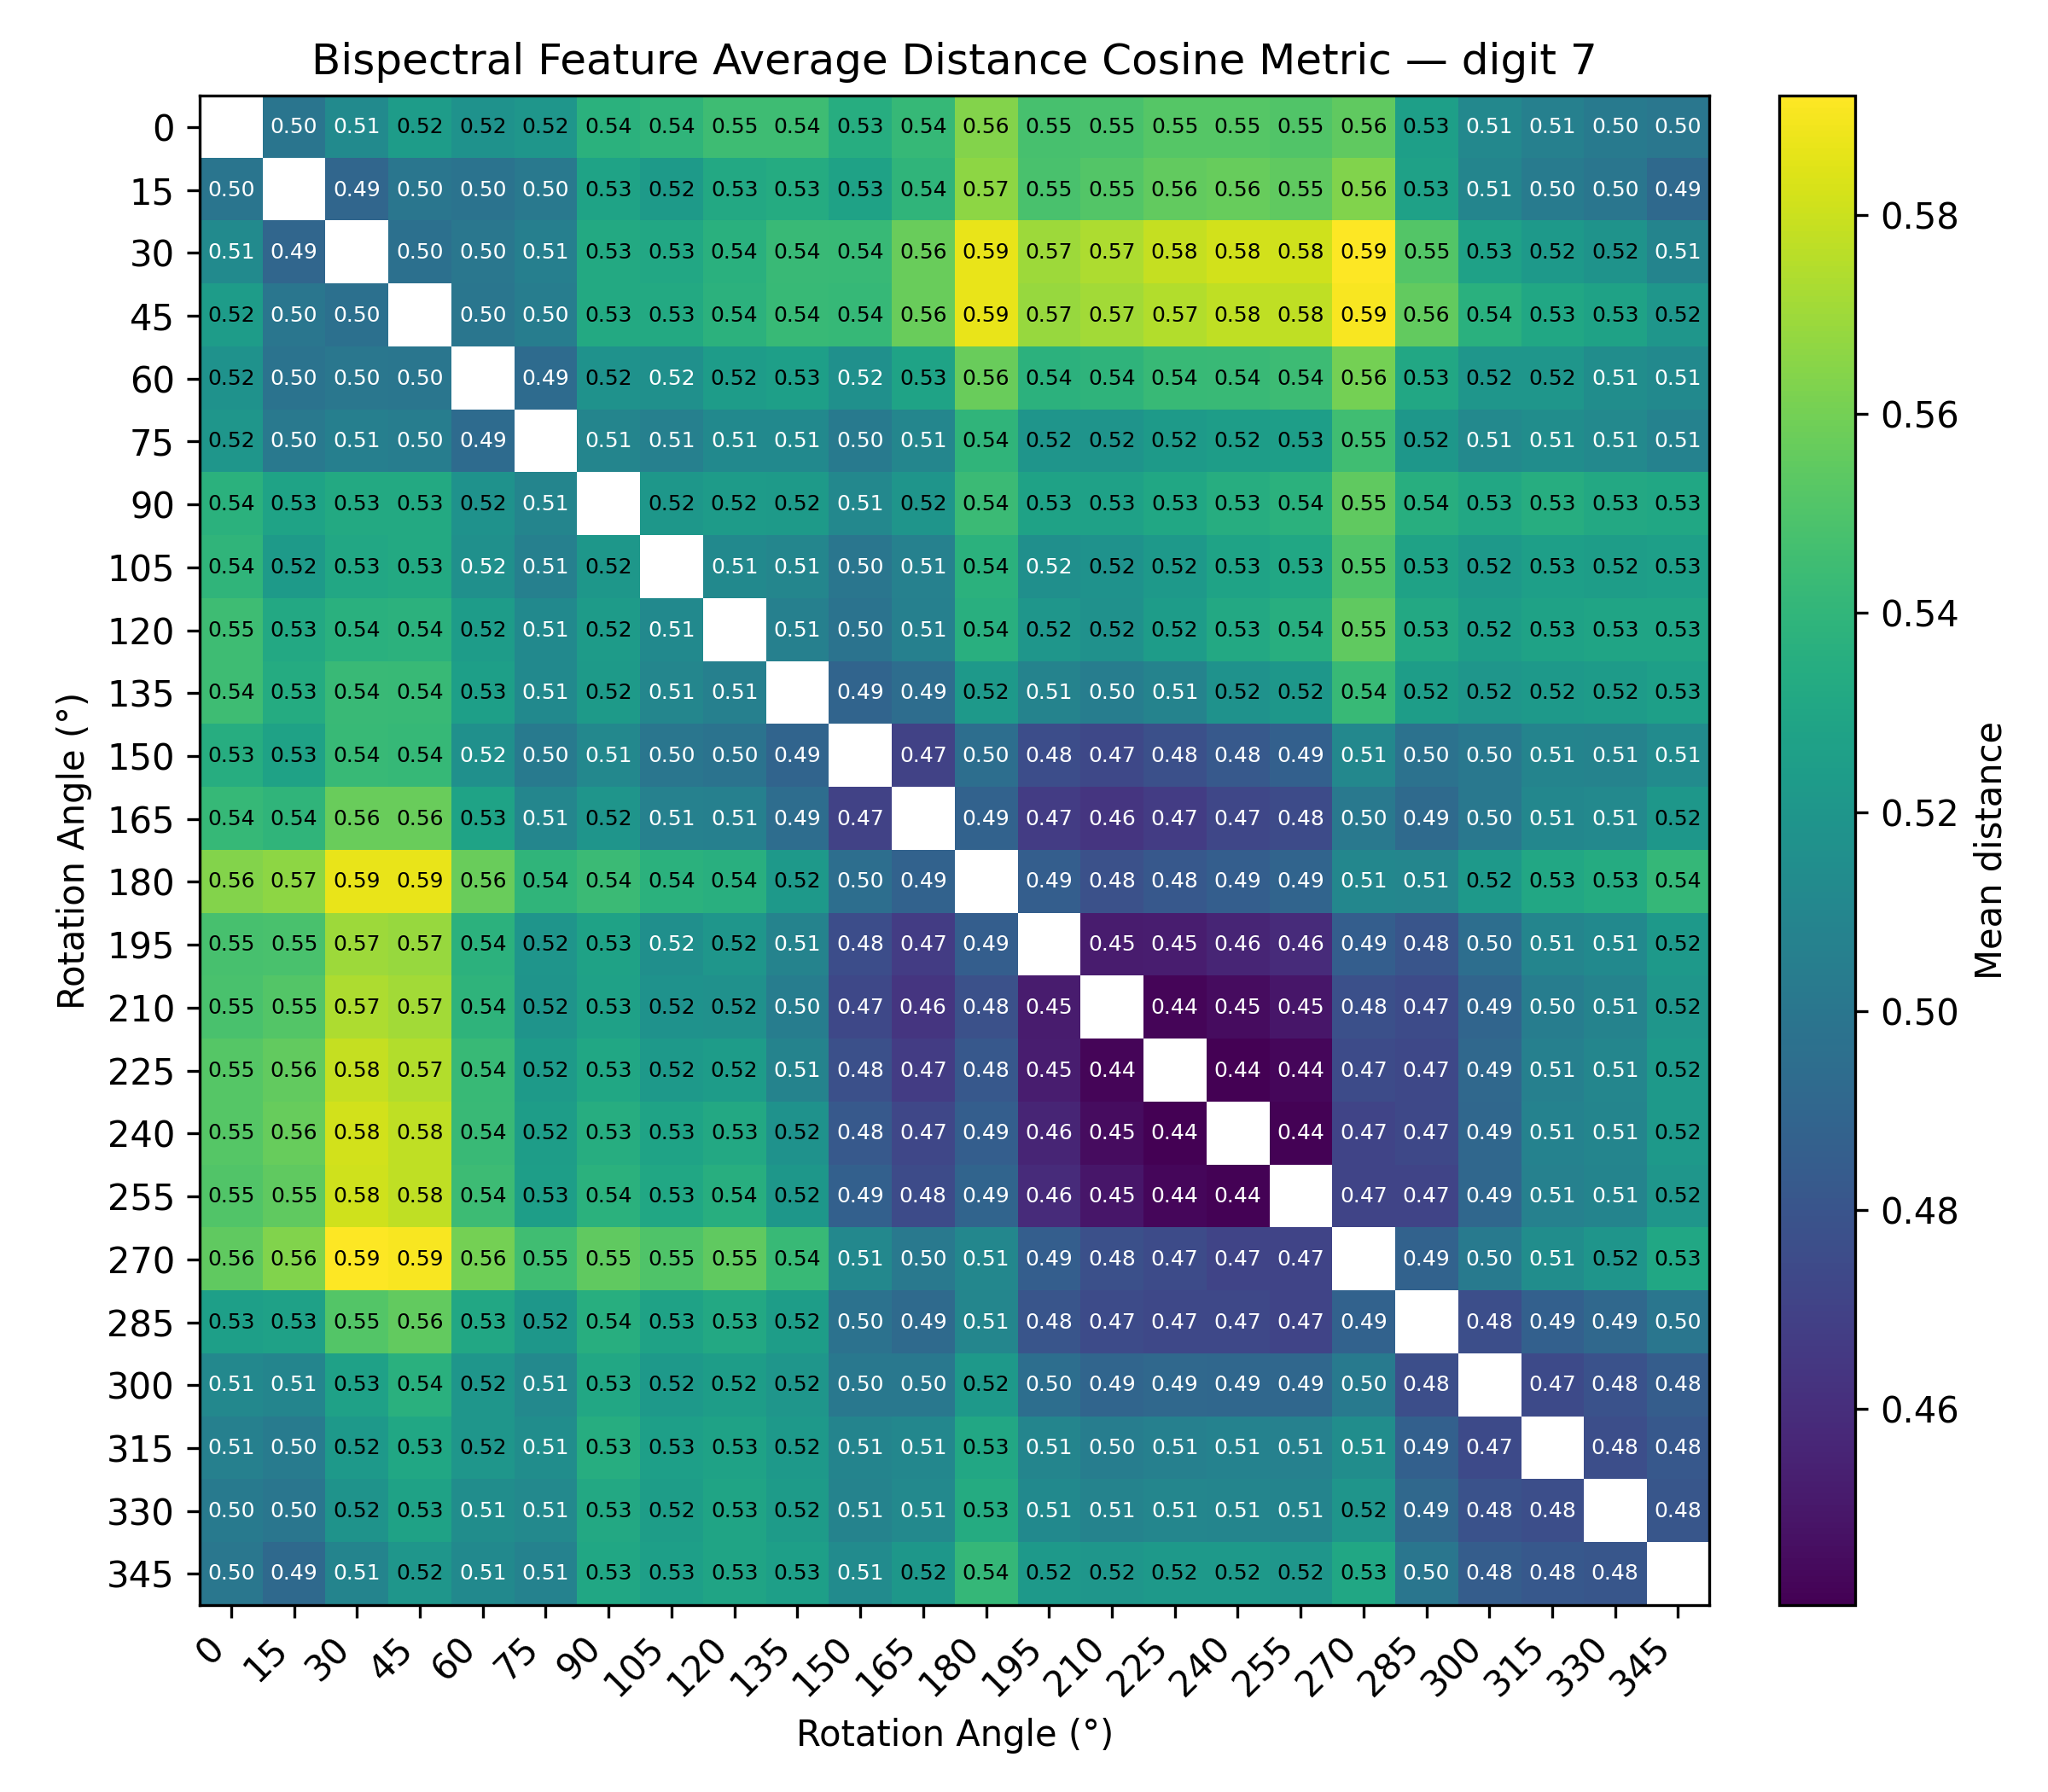 Bispectral Feature Average Distance Cosine Metric — digit 7
0 0.50 0.51 0.52 0.52 0.52 0.54 0.54 0.55 0.54 0.53 0.54 0.56 0.55 0.55 0.55 0.55 0.55 0.56 0.53 0.51 0.51 0.50 0.50
15 0.50 0.49 0.50 0.50 0.50 0.53 0.52 0.53 0.53 0.53 0.54 0.57 0.55 0.55 0.56 0.56 0.55 0.56 0.53 0.51 0.50 0.50 0.49
30 0.51 0.49 0.50 0.50 0.51 0.53 0.53 0.54 0.54 0.54 0.56 0.59 0.57 0.57 0.58 0.58 0.58 0.59 0.55 0.53 0.52 0.52 0.51
45 0.52 0.50 0.50 0.50 0.50 0.53 0.53 0.54 0.54 0.54 0.56 0.59 0.57 0.57 0.57 0.58 0.58 0.59 0.56 0.54 0.53 0.53 0.52
60 0.52 0.50 0.50 0.50 0.49 0.52 0.52 0.52 0.53 0.52 0.53 0.56 0.54 0.54 0.54 0.54 0.54 0.56 0.53 0.52 0.52 0.51 0.51
75 0.52 0.50 0.51 0.50 0.49 0.51 0.51 0.51 0.51 0.50 0.51 0.54 0.52 0.52 0.52 0.52 0.53 0.55 0.52 0.51 0.51 0.51 0.51
90 0.54 0.53 0.53 0.53 0.52 0.51 0.52 0.52 0.52 0.51 0.52 0.54 0.53 0.53 0.53 0.53 0.54 0.55 0.54 0.53 0.53 0.53 0.53
105 0.54 0.52 0.53 0.53 0.52 0.51 0.52 0.51 0.51 0.50 0.51 0.54 0.52 0.52 0.52 0.53 0.53 0.55 0.53 0.52 0.53 0.52 0.53
120 0.55 0.53 0.54 0.54 0.52 0.51 0.52 0.51 0.51 0.50 0.51 0.54 0.52 0.52 0.52 0.53 0.54 0.55 0.53 0.52 0.53 0.53 0.53
135 0.54 0.53 0.54 0.54 0.53 0.51 0.52 0.51 0.51 0.49 0.49 0.52 0.51 0.50 0.51 0.52 0.52 0.54 0.52 0.52 0.52 0.52 0.53
150 0.53 0.53 0.54 0.54 0.52 0.50 0.51 0.50 0.50 0.49 0.47 0.50 0.48 0.47 0.48 0.48 0.49 0.51 0.50 0.50 0.51 0.51 0.51
165 0.54 0.54 0.56 0.56 0.53 0.51 0.52 0.51 0.51 0.49 0.47 0.49 0.47 0.46 0.47 0.47 0.48 0.50 0.49 0.50 0.51 0.51 0.52
180 0.56 0.57 0.59 0.59 0.56 0.54 0.54 0.54 0.54 0.52 0.50 0.49 0.49 0.48 0.48 0.49 0.49 0.51 0.51 0.52 0.53 0.53 0.54
195 0.55 0.55 0.57 0.57 0.54 0.52 0.53 0.52 0.52 0.51 0.48 0.47 0.49 0.45 0.45 0.46 0.46 0.49 0.48 0.50 0.51 0.51 0.52
210 0.55 0.55 0.57 0.57 0.54 0.52 0.53 0.52 0.52 0.50 0.47 0.46 0.48 0.45 0.44 0.45 0.45 0.48 0.47 0.49 0.50 0.51 0.52
225 0.55 0.56 0.58 0.57 0.54 0.52 0.53 0.52 0.52 0.51 0.48 0.47 0.48 0.45 0.44 0.44 0.44 0.47 0.47 0.49 0.51 0.51 0.52
240 0.55 0.56 0.58 0.58 0.54 0.52 0.53 0.53 0.53 0.52 0.48 0.47 0.49 0.46 0.45 0.44 0.44 0.47 0.47 0.49 0.51 0.51 0.52
255 0.55 0.55 0.58 0.58 0.54 0.53 0.54 0.53 0.54 0.52 0.49 0.48 0.49 0.46 0.45 0.44 0.44 0.47 0.47 0.49 0.51 0.51 0.52
270 0.56 0.56 0.59 0.59 0.56 0.55 0.55 0.55 0.55 0.54 0.51 0.50 0.51 0.49 0.48 0.47 0.47 0.47 0.49 0.50 0.51 0.52 0.53
285 0.53 0.53 0.55 0.56 0.53 0.52 0.54 0.53 0.53 0.52 0.50 0.49 0.51 0.48 0.47 0.47 0.47 0.47 0.49 0.48 0.49 0.49 0.50
300 0.51 0.51 0.53 0.54 0.52 0.51 0.53 0.52 0.52 0.52 0.50 0.50 0.52 0.50 0.49 0.49 0.49 0.49 0.50 0.48 0.47 0.48 0.48
315 0.51 0.50 0.52 0.53 0.52 0.51 0.53 0.53 0.53 0.52 0.51 0.51 0.53 0.51 0.50 0.51 0.51 0.51 0.51 0.49 0.47 0.48 0.48
330 0.50 0.50 0.52 0.53 0.51 0.51 0.53 0.52 0.53 0.52 0.51 0.51 0.53 0.51 0.51 0.51 0.51 0.51 0.52 0.49 0.48 0.48 0.48
345 0.50 0.49 0.51 0.52 0.51 0.51 0.53 0.53 0.53 0.53 0.51 0.52 0.54 0.52 0.52 0.52 0.52 0.52 0.53 0.50 0.48 0.48 0.48
0 15 30 45 60 75 90 105 120 135 150 165 180 195 210 225 240 255 270 285 300 315 330 345
Rotation Angle (°)
Rotation Angle (°)
0.58
0.56
0.54
0.52
0.50
0.48
0.46
Mean distance